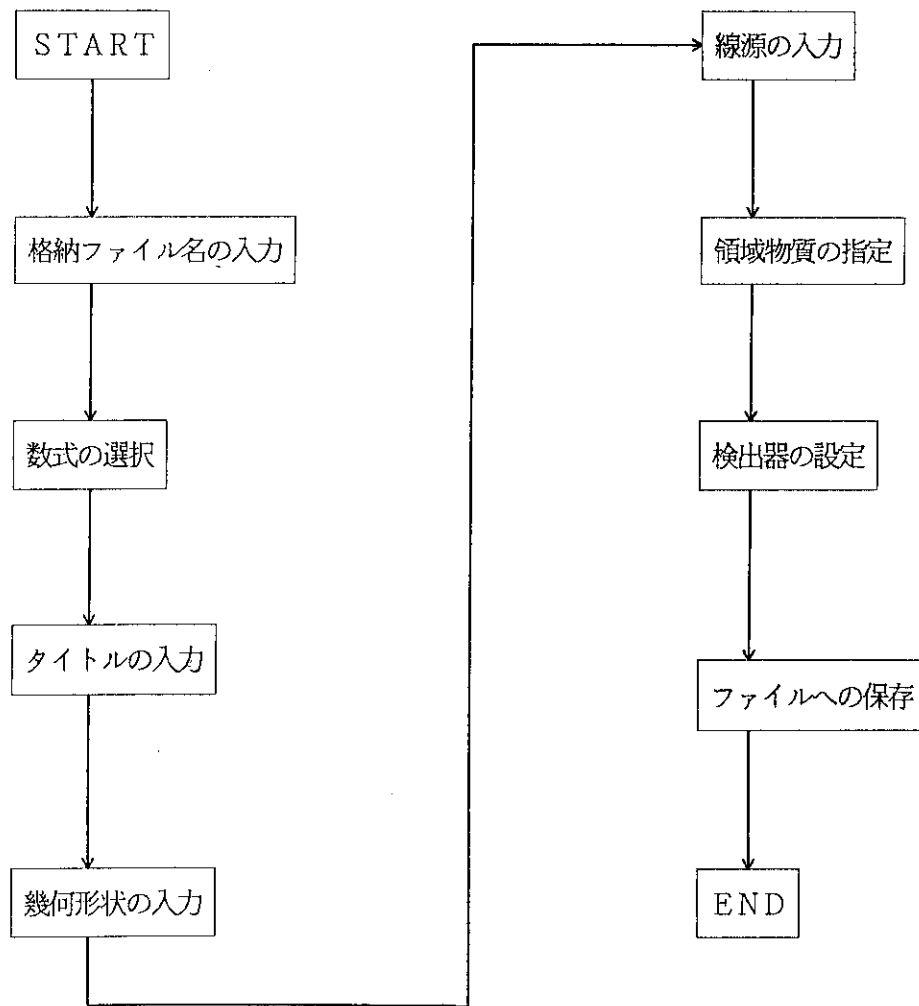 START
格納ファイル名の入力
数式の選択
タイトルの入力
幾何形状の入力
線源の入力
領域物質の指定
検出器の設定
ファイルへの保存
END